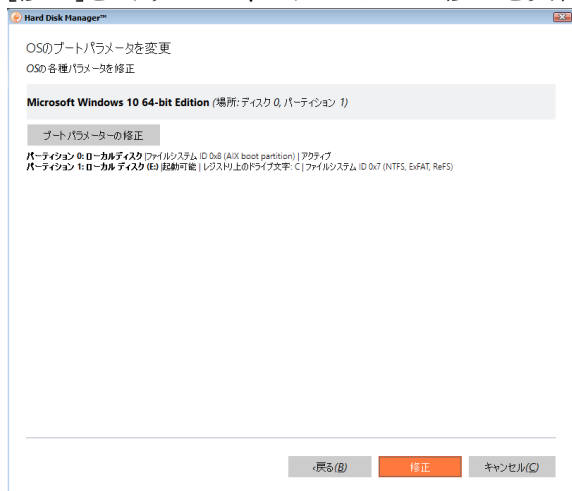 Hard Disk Manager™
OSのブートパラメータを変更
OSの各種パラメータを修正
Microsoft Windows 10 64-bit Edition (場所: ディスク 0, パーティション 1)
ブートパラメーターの修正
パーティション 0: ローカルディスク |ファイルシステム ID 0x8 (AIX boot partition) | アクティブ
パーティション 1: ローカル ディスク (E:) |起動可能 | レジストリ上のドライブ文字: C | ファイルシステム ID 0x7 (NTFS, ExFAT, ReFS)
‹戻る(B) 修正 キャンセル(C)